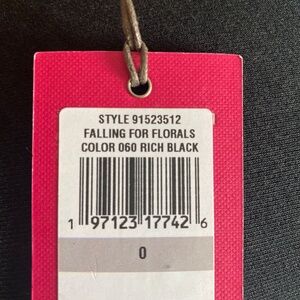 STYLE 91523512
FALLING FOR FLORALS
COLOR 060 RICH BLACK
1 97123 17742 6
0